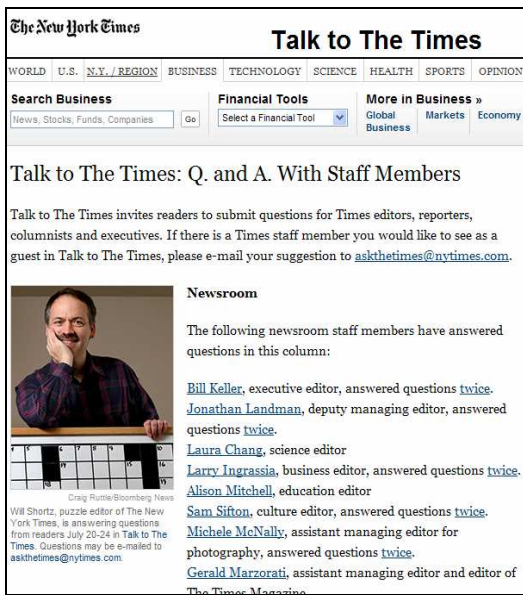 The New York Times
Talk to The Times
WORLD U.S. N.Y. / REGION BUSINESS TECHNOLOGY SCIENCE HEALTH SPORTS OPINION
Search Business
News, Stocks, Funds, Companies Go
Financial Tools
Select a Financial Tool
More in Business »
Global Business Markets Economy
Talk to The Times: Q. and A. With Staff Members
Talk to The Times invites readers to submit questions for Times editors, reporters,
columnists and executives. If there is a Times staff member you would like to see as a
guest in Talk to The Times, please e-mail your suggestion to askthetimes@nytimes.com.
Craig Ruttle/Bloomberg News
Will Shortz, puzzle editor of The New
York Times, is answering questions
from readers July 20-24 in Talk to The
Times. Questions may be e-mailed to
askthetimes@nytimes.com.
Newsroom
The following newsroom staff members have answered
questions in this column:
Bill Keller, executive editor, answered questions twice.
Jonathan Landman, deputy managing editor, answered
questions twice.
Laura Chang, science editor
Larry Ingrassia, business editor, answered questions twice.
Alison Mitchell, education editor
Sam Sifton, culture editor, answered questions twice.
Michele McNally, assistant managing editor for
photography, answered questions twice.
Gerald Marzorati, assistant managing editor and editor of
The Times Magazine